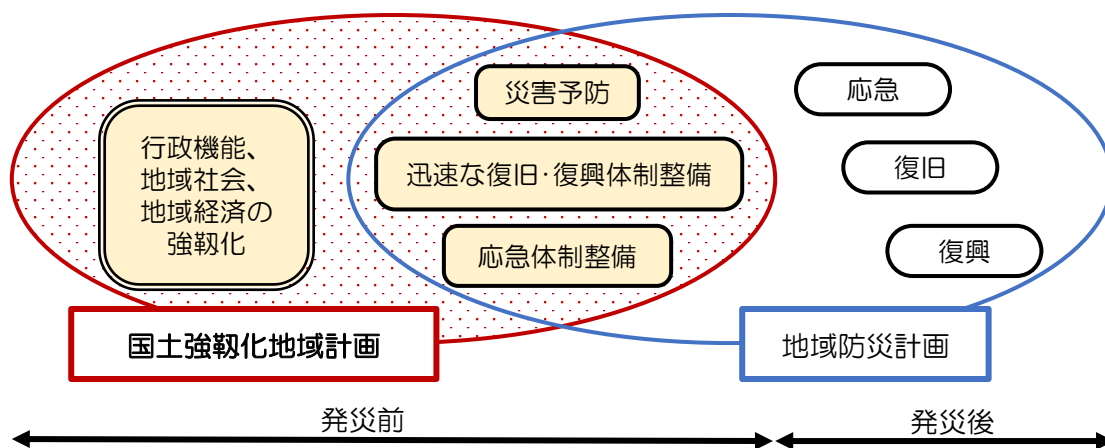 行政機能、
地域社会、
地域経済の
強靱化
災害予防
迅速な復旧・復興体制整備
応急体制整備
応急
復旧
復興
国土強靱化地域計画
地域防災計画
発災前
発災後